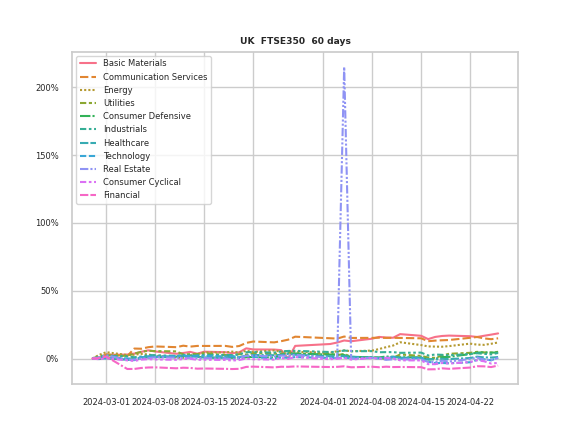 UK FTSE350 60 days
200%
150%
100%
50%
0%
Basic Materials
Communication Services
Energy
Utilities
Consumer Defensive
Industrials
Healthcare
Technology
Real Estate
Consumer Cyclical
Financial
2024-03-01 2024-03-08 2024-03-15 2024-03-22 2024-04-01 2024-04-08 2024-04-15 2024-04-22